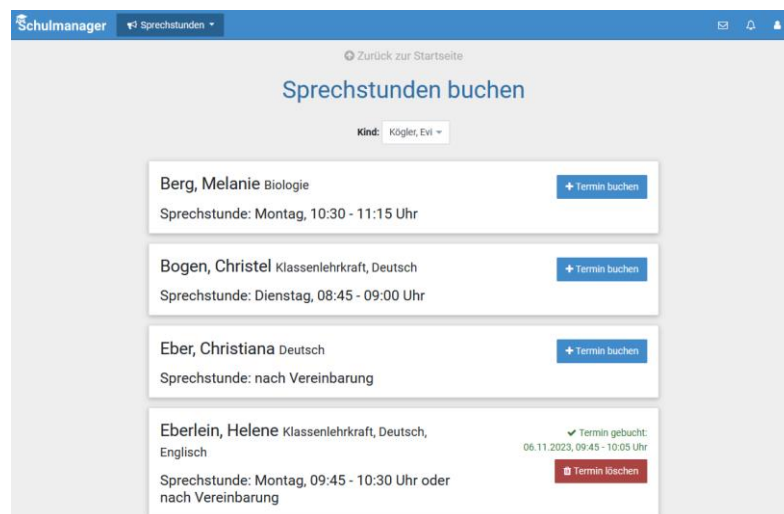 Schulmanager Sprechstunden
Zurück zur Startseite
Sprechstunden buchen
Kind: Kögler, Evi
Berg, Melanie Biologie
+ Termin buchen
Sprechstunde: Montag, 10:30 - 11:15 Uhr
Bogen, Christel Klassenlehrkraft, Deutsch
+ Termin buchen
Sprechstunde: Dienstag, 08:45 - 09:00 Uhr
Eber, Christiana Deutsch
+ Termin buchen
Sprechstunde: nach Vereinbarung
Eberlein, Helene Klassenlehrkraft, Deutsch,
Englisch
Sprechstunde: Montag, 09:45 - 10:30 Uhr oder
nach Vereinbarung
Termin gebucht:
06.11.2023, 09:45 - 10:05 Uhr
Termin löschen